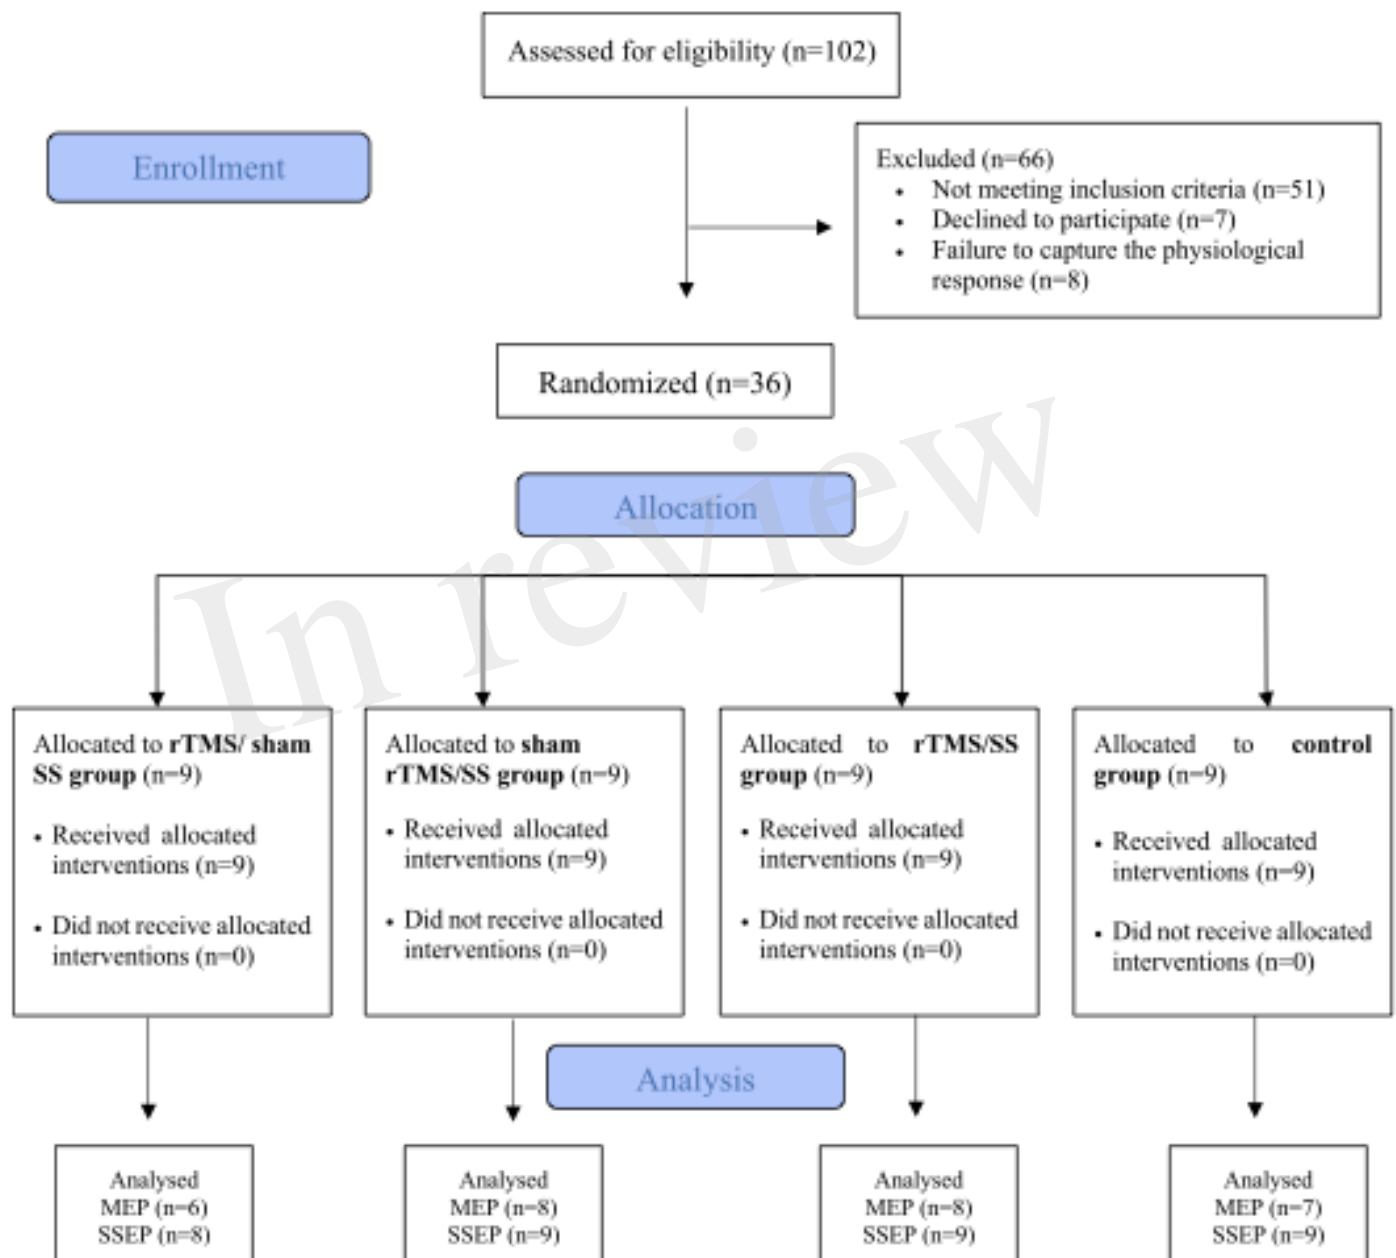 Assessed for eligibility (n=102)
Enrollment
Excluded (n=66)
• Not meeting inclusion criteria (n=51)
• Declined to participate (n=7)
• Failure to capture the physiological
response (n=8)
Randomized (n=36)
In review
Allocation
Allocated to rTMS/ sham
SS group (n=9)
• Received allocated
interventions (n=9)
• Did not receive allocated
interventions (n=0)
Allocated to sham
rTMS/SS group (n=9)
• Received allocated
interventions (n=9)
• Did not receive allocated
interventions (n=0)
Allocated to rTMS/SS
group (n=9)
• Received allocated
interventions (n=9)
• Did not receive allocated
interventions (n=0)
Allocated to control
group (n=9)
• Received allocated
interventions (n=9)
• Did not receive allocated
interventions (n=0)
Analysis
Analysed
MEP (n=6)
SSEP (n=8)
Analysed
MEP (n=8)
SSEP (n=9)
Analysed
MEP (n=8)
SSEP (n=9)
Analysed
MEP (n=7)
SSEP (n=9)